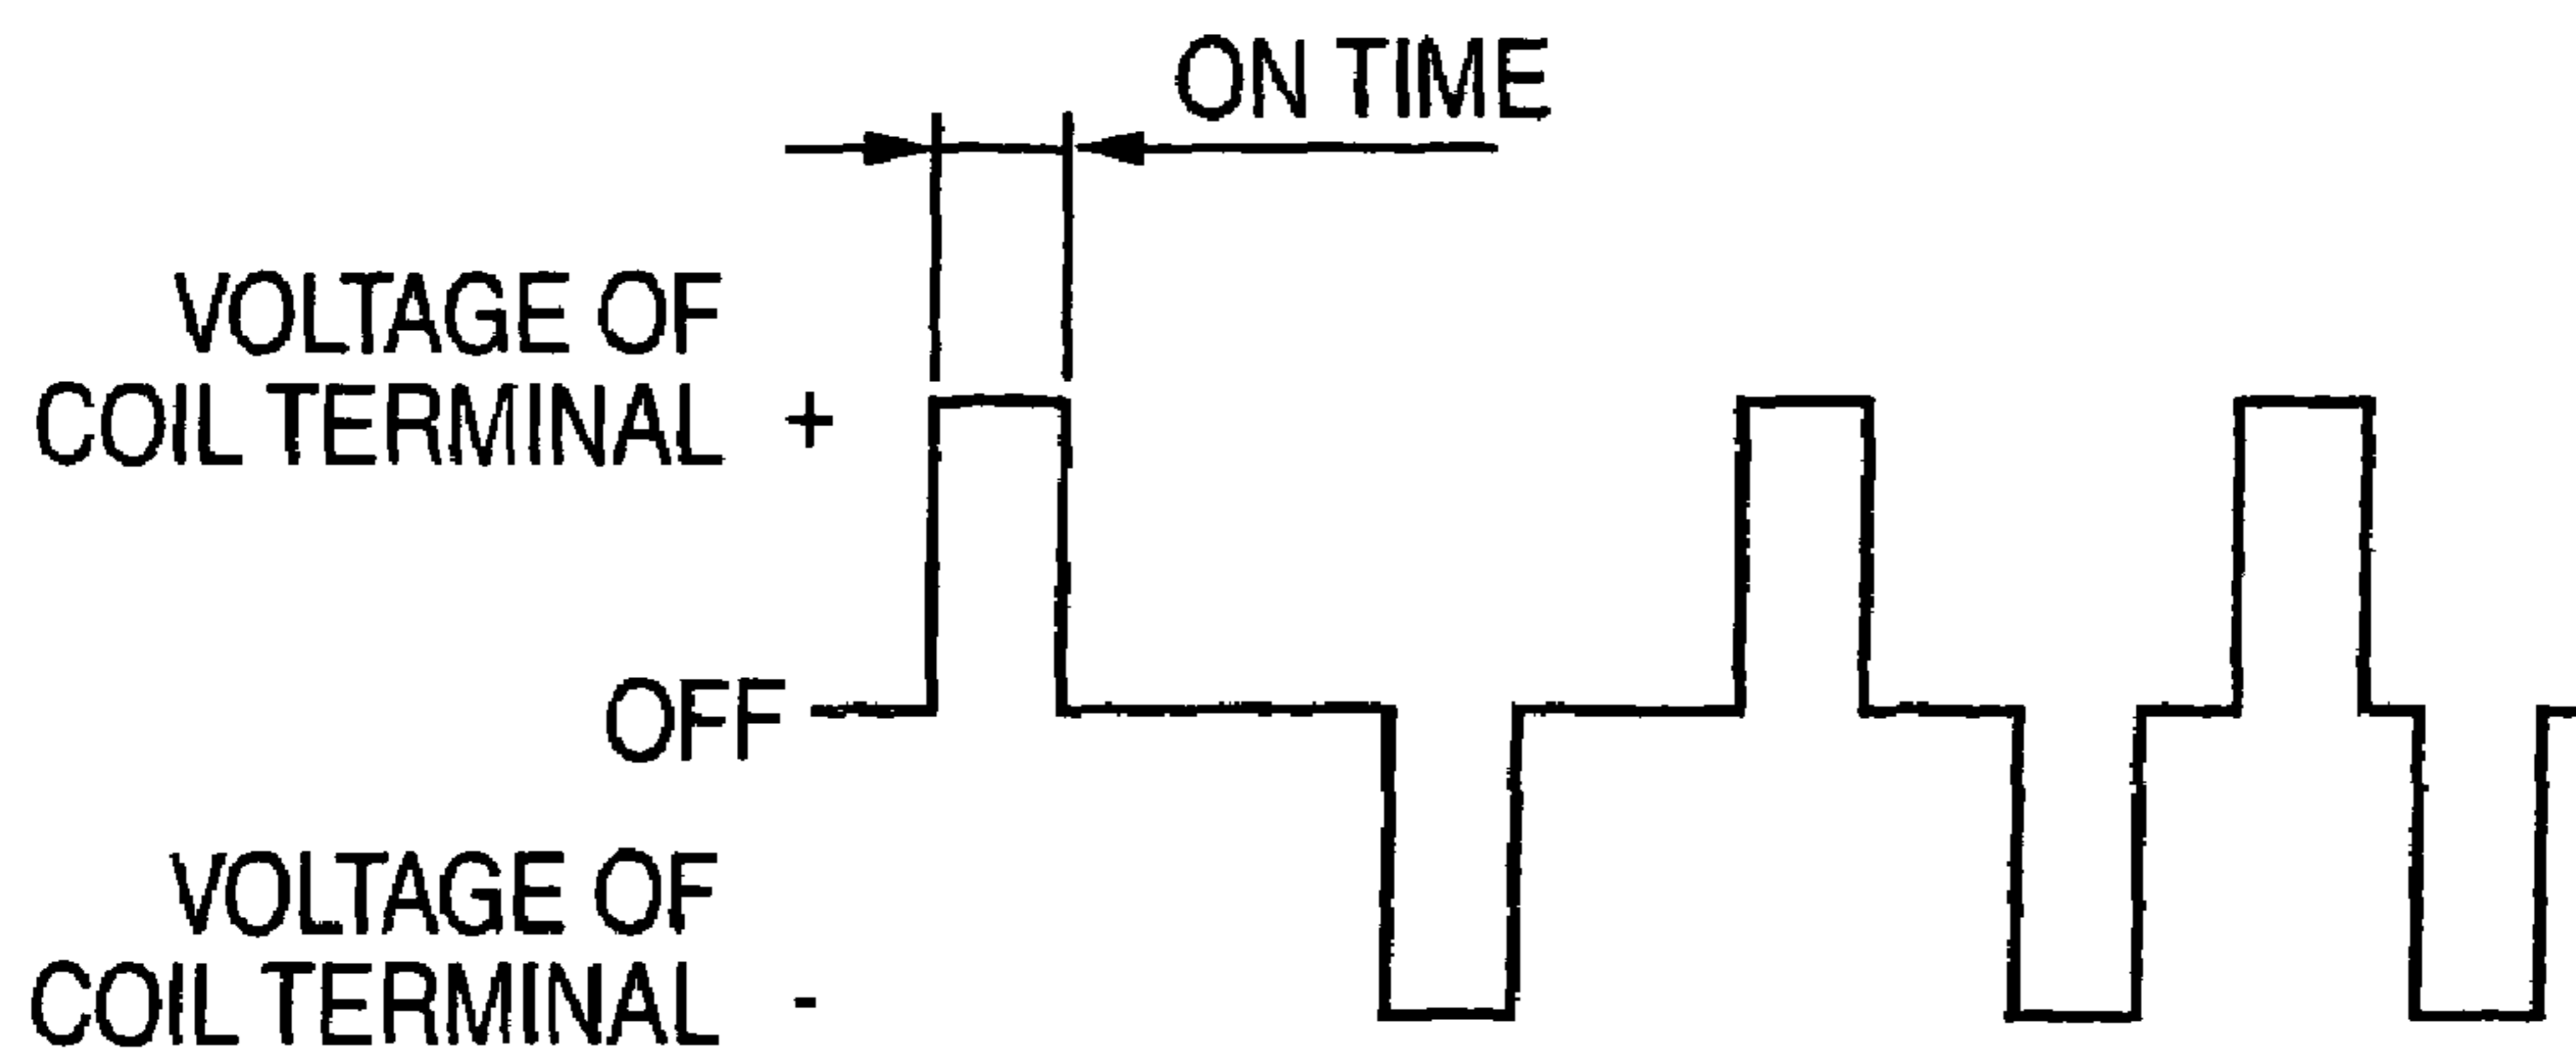 ON TIME
VOLTAGE OF
COIL TERMINAL +
OFF
VOLTAGE OF
COIL TERMINAL -